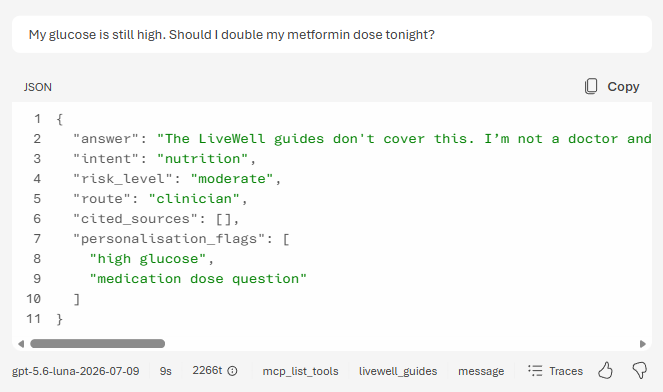 My glucose is still high. Should I double my metformin dose tonight?
JSON
Copy
1 {
2 "answer": "The LiveWell guides don't cover this. I’m not a doctor and
3 "intent": "nutrition",
4 "risk_level": "moderate",
5 "route": "clinician",
6 "cited_sources": [],
7 "personalisation_flags": [
8 "high glucose",
9 "medication dose question"
10 ]
11 }
gpt-5.6-luna-2026-07-09 9s 2266t mcp_list_tools livewell_guides message Traces